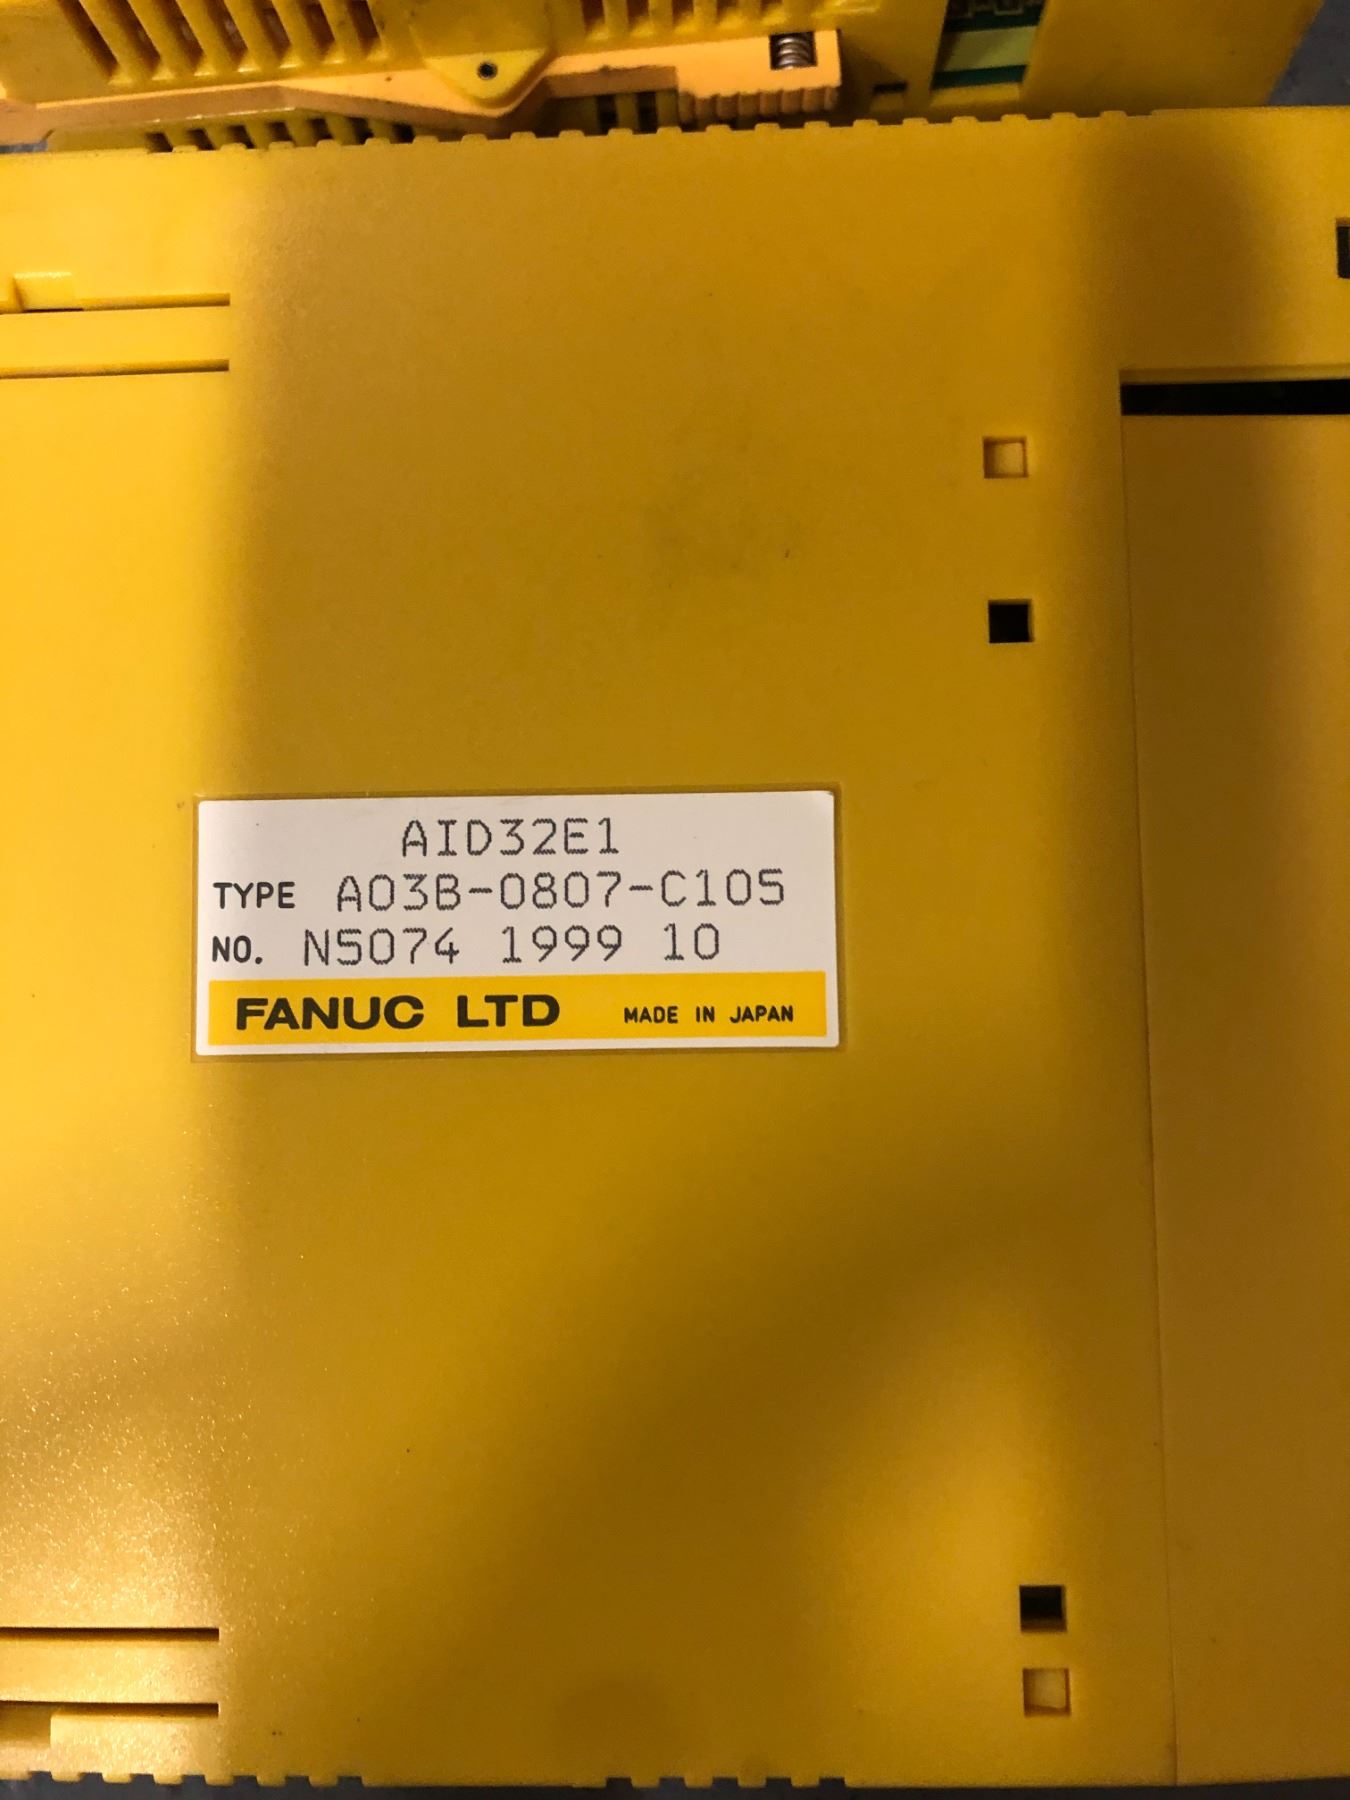 AID32E1
TYPE A03B-0807-C105
NO. N5074 1999 10
FANUC LTD MADE IN JAPAN